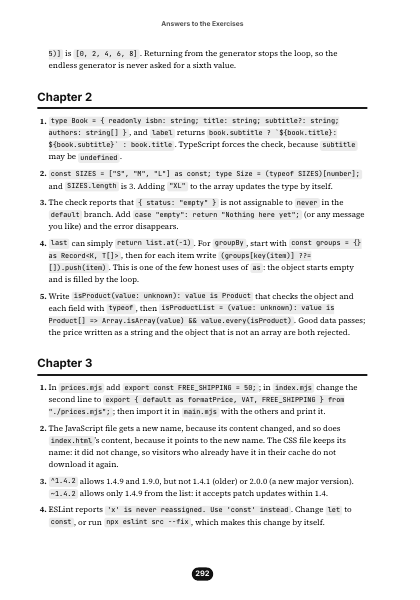 Answers to the Exercises
5)] is [0, 2, 4, 6, 8]. Returning from the generator stops the loop, so the
endless generator is never asked for a sixth value.
Chapter 2
1. type Book = { readonly isbn: string; title: string; subtitle?: string;
authors: string[] }, and label returns book.subtitle ? `${book.title}:
${book.subtitle}` : book.title. TypeScript forces the check, because subtitle
may be undefined.
2. const SIZES = ["S", "M", "L"] as const; type Size = (typeof SIZES)[number];
and SIZES.length is 3. Adding "XL" to the array updates the type by itself.
3. The check reports that { status: "empty" } is not assignable to never in the
default branch. Add case "empty": return "Nothing here yet"; (or any message
you like) and the error disappears.
4. last can simply return list.at(-1). For groupBy, start with const groups = {}
as Record<K, T[]>, then for each item write (groups[key(item)] ??=
[]).push(item). This is one of the few honest uses of as: the object starts empty
and is filled by the loop.
5. Write isProduct(value: unknown): value is Product that checks the object and
each field with typeof, then isProductList = (value: unknown): value is
Product[] => Array.isArray(value) && value.every(isProduct). Good data passes;
the price written as a string and the object that is not an array are both rejected.
Chapter 3
1. In prices.mjs add export const FREE_SHIPPING = 50;; in index.mjs change the
second line to export { default as formatPrice, VAT, FREE_SHIPPING } from
"./prices.mjs";; then import it in main.mjs with the others and print it.
2. The JavaScript file gets a new name, because its content changed, and so does
index.html's content, because it points to the new name. The CSS file keeps its
name: it did not change, so visitors who already have it in their cache do not
download it again.
3. ^1.4.2 allows 1.4.9 and 1.9.0, but not 1.4.1 (older) or 2.0.0 (a new major version).
~1.4.2 allows only 1.4.9 from the list: it accepts patch updates within 1.4.
4. ESLint reports 'x' is never reassigned. Use 'const' instead. Change let to
const, or run npx eslint src --fix, which makes this change by itself.
292